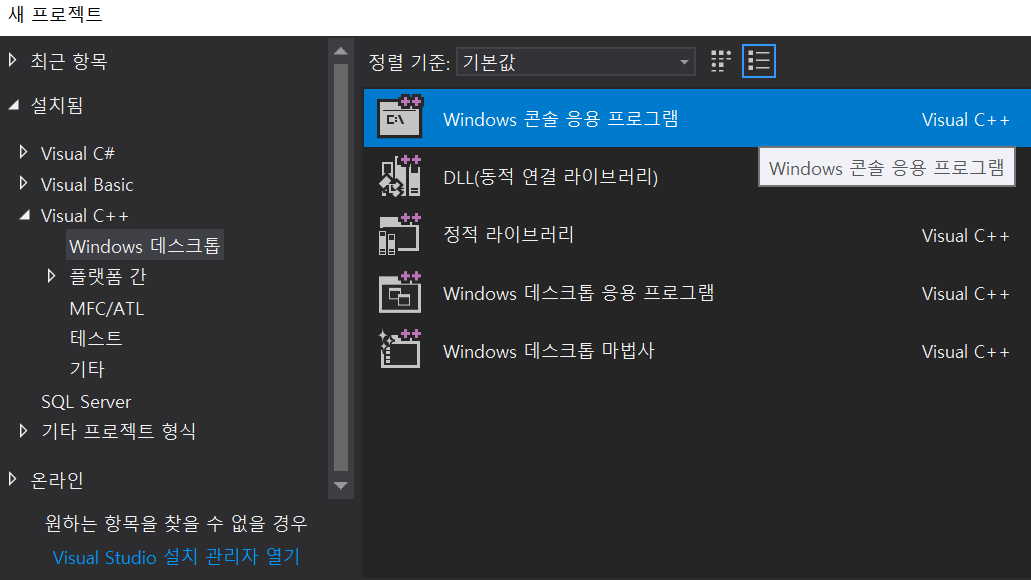 새 프로젝트
최근 항목
설치됨
Visual C#
Visual Basic
Visual C++
Windows 데스크톱
플랫폼 간
MFC/ATL
테스트
기타
SQL Server
기타 프로젝트 형식
온라인
원하는 항목을 찾을 수 없을 경우
Visual Studio 설치 관리자 열기
정렬 기준: 기본값
Windows 콘솔 응용 프로그램 Visual C++
Windows 콘솔 응용 프로그램
DLL(동적 연결 라이브러리)
정적 라이브러리 Visual C++
Windows 데스크톱 응용 프로그램 Visual C++
Windows 데스크톱 마법사 Visual C++